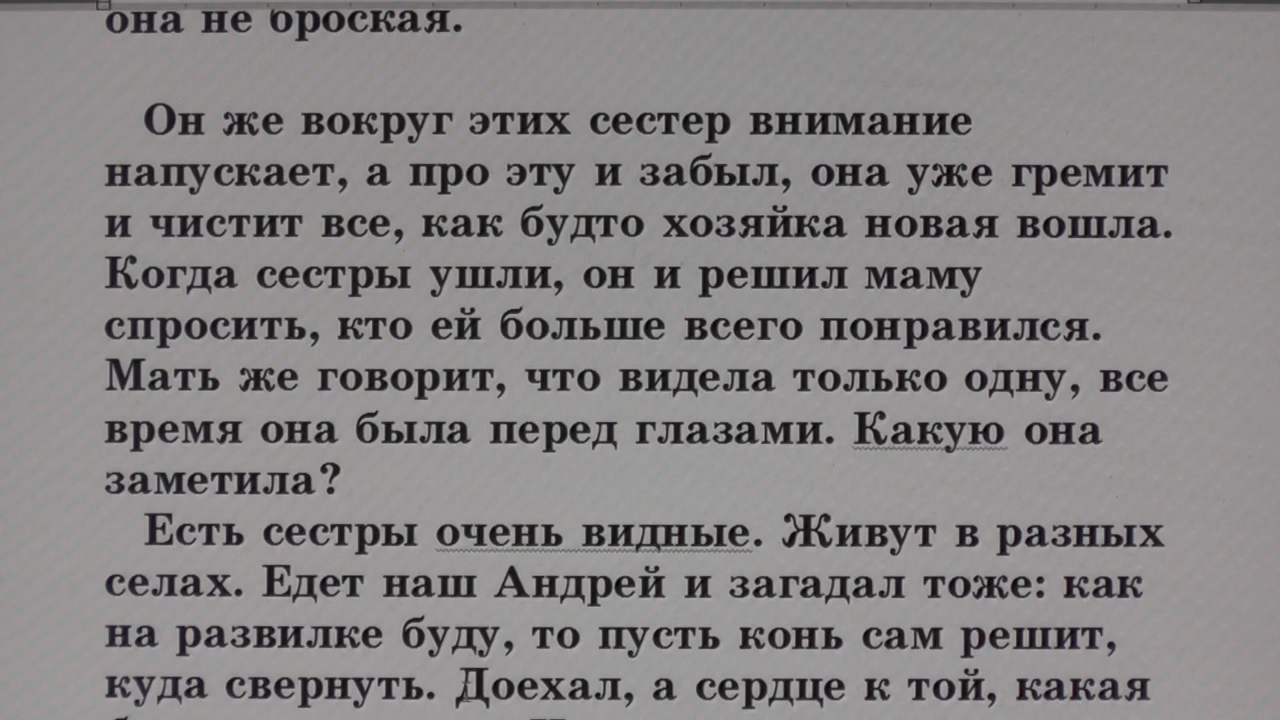 она не броская.
Он же вокруг этих сестер внимание
напускает, а про эту и забыл, она уже гремит
и чистит все, как будто хозяйка новая вошла.
Когда сестры ушли, он и решил маму
спросить, кто ей больше всего понравился.
Мать же говорит, что видела только одну, все
время она была перед глазами. Какую она
заметила?
Есть сестры очень видные. Живут в разных
селах. Едет наш Андрей и загадал тоже: как
на развилке буду, то пусть конь сам решит,
куда свернуть. Доехал, а сердце к той, какая